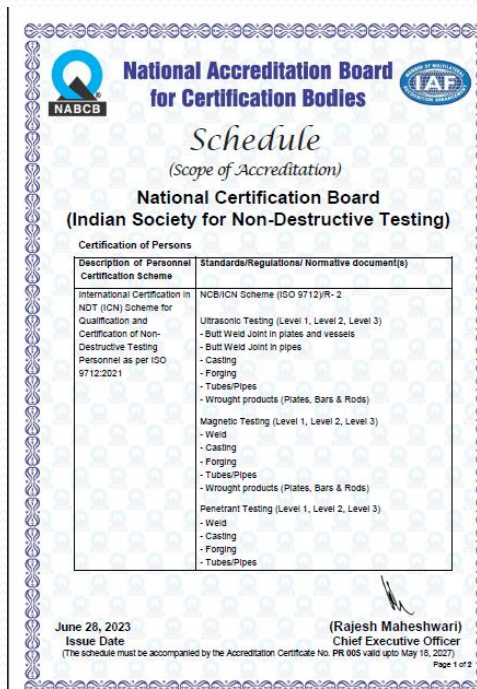 NABCB
National Accreditation Board
for Certification Bodies
MEMBER OF MULTILATERAL
IAF
RECOGNITION ARRANGEMENT
Schedule
(Scope of Accreditation)
National Certification Board
(Indian Society for Non-Destructive Testing)
Certification of Persons
Description of Personnel
Certification Scheme
Standards/Regulations/ Normative document(s)
International Certification in
NDT (ICN) Scheme for
Qualification and
Certification of Non-
Destructive Testing
Personnel as per ISO
9712:2021
NCB/ICN Scheme (ISO 9712)/R- 2
Ultrasonic Testing (Level 1, Level 2, Level 3)
- Butt Weld Joint in plates and vessels
- Butt Weld Joint in pipes
- Casting
- Forging
- Tubes/Pipes
- Wrought products (Plates, Bars & Rods)
Magnetic Testing (Level 1, Level 2, Level 3)
- Weld
- Casting
- Forging
- Tubes/Pipes
- Wrought products (Plates, Bars & Rods)
Penetrant Testing (Level 1, Level 2, Level 3)
- Weld
- Casting
- Forging
- Tubes/Pipes
June 28, 2023
Issue Date
(Rajesh Maheshwari)
Chief Executive Officer
(The schedule must be accompanied by the Accreditation Certificate No. PR 005 valid upto May 18, 2027)
Page 1 of 2